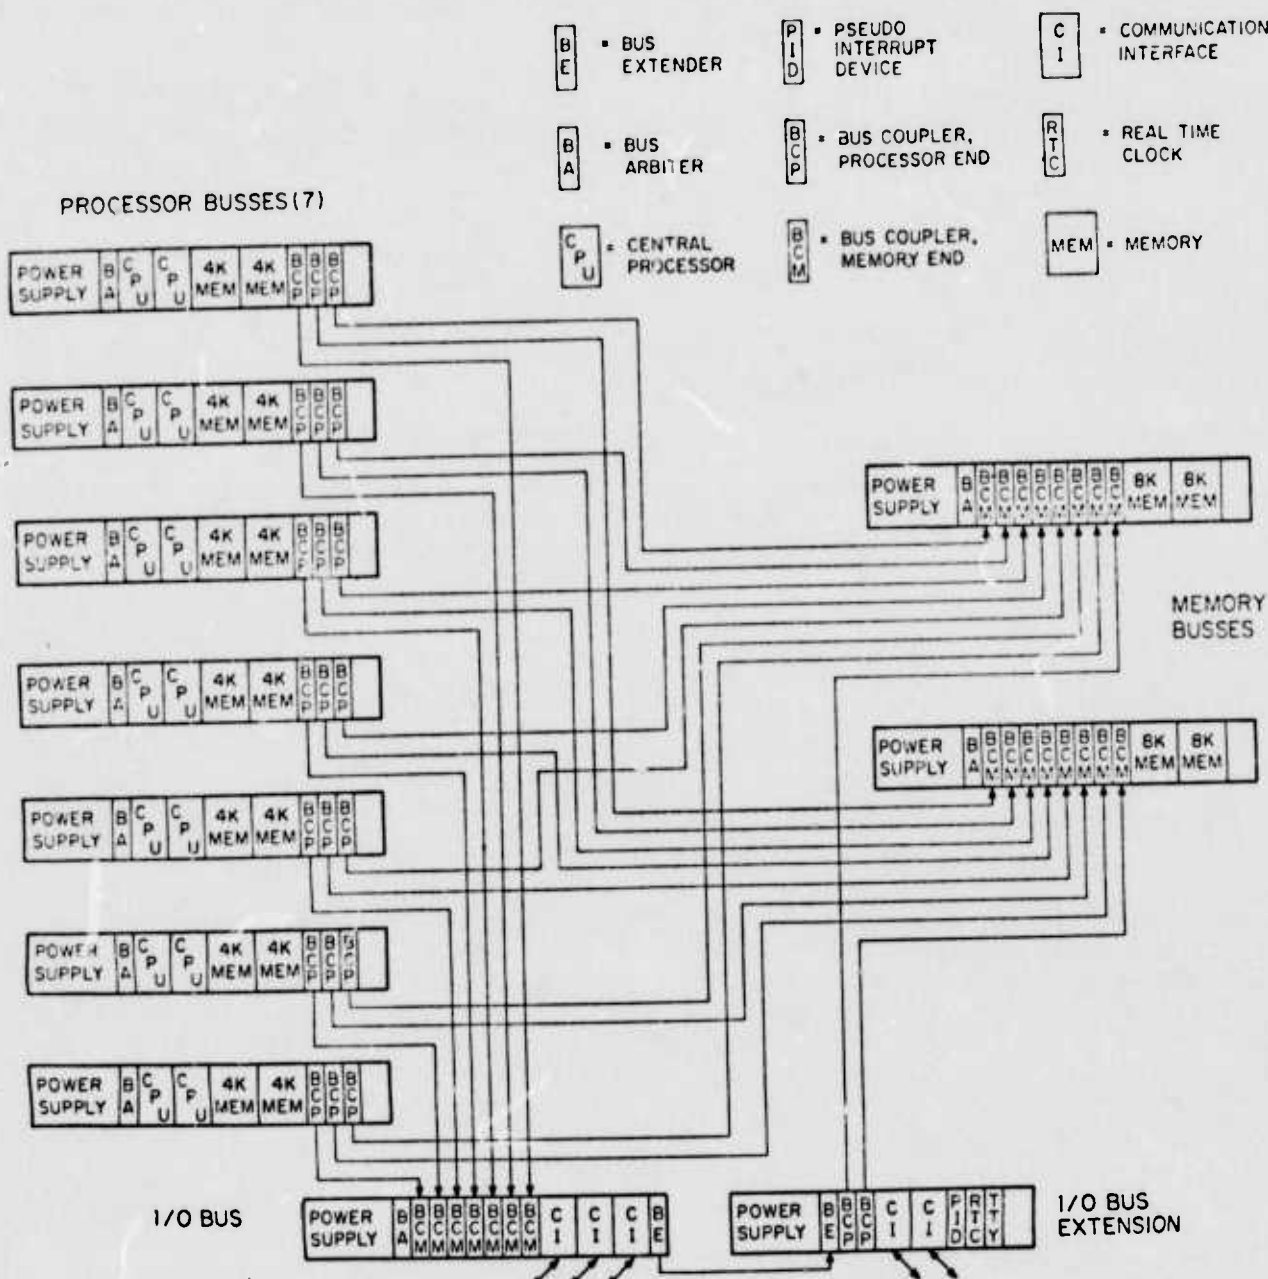 B E = BUS EXTENDER
P I D = PSEUDO INTERRUPT DEVICE
C I = COMMUNICATION INTERFACE
B A = BUS ARBITER
B C P = BUS COUPLER, PROCESSOR END
R T C = REAL TIME CLOCK
C P U = CENTRAL PROCESSOR
B C M = BUS COUPLER, MEMORY END
MEM = MEMORY
PROCESSOR BUSSES (7)
POWER SUPPLY BA CPU CPU 4K MEM 4K MEM BCP BCP BCP
POWER SUPPLY BA CPU CPU 4K MEM 4K MEM BCP BCP BCP
POWER SUPPLY BA BCM BCM BCM BCM BCM BCM BCM BCM 8K MEM 8K MEM
POWER SUPPLY BA CPU CPU 4K MEM 4K MEM BCP BCP BCP
MEMORY BUSSES
POWER SUPPLY BA CPU CPU 4K MEM 4K MEM BCP BCP BCP
POWER SUPPLY BA BCM BCM BCM BCM BCM BCM BCM BCM 8K MEM 8K MEM
POWER SUPPLY BA CPU CPU 4K MEM 4K MEM BCP BCP BCP
POWER SUPPLY BA CPU CPU 4K MEM 4K MEM BCP BCP BCP
POWER SUPPLY BA CPU CPU 4K MEM 4K MEM BCP BCP BCP
I/O BUS
POWER SUPPLY BA BCM BCM BCM BCM BCM BCM BCM CI CI CI BE
POWER SUPPLY BE BCP BCP CI CI PID RTC TTY
I/O BUS EXTENSION